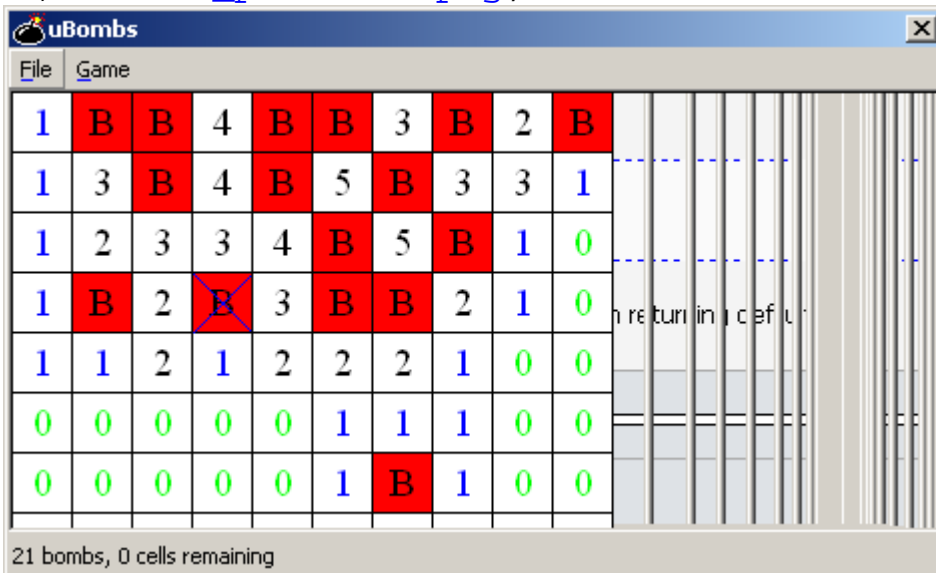 uBombs
File Game
1 B B 4 B B 3 B 2 B
1 3 B 4 B 5 B 3 3 1
1 2 3 3 4 B 5 B 1 0
1 B 2 B 3 B B 2 1 0
1 1 2 1 2 2 2 1 0 0
0 0 0 0 0 1 1 1 0 0
0 0 0 0 0 1 B 1 0 0
21 bombs, 0 cells remaining